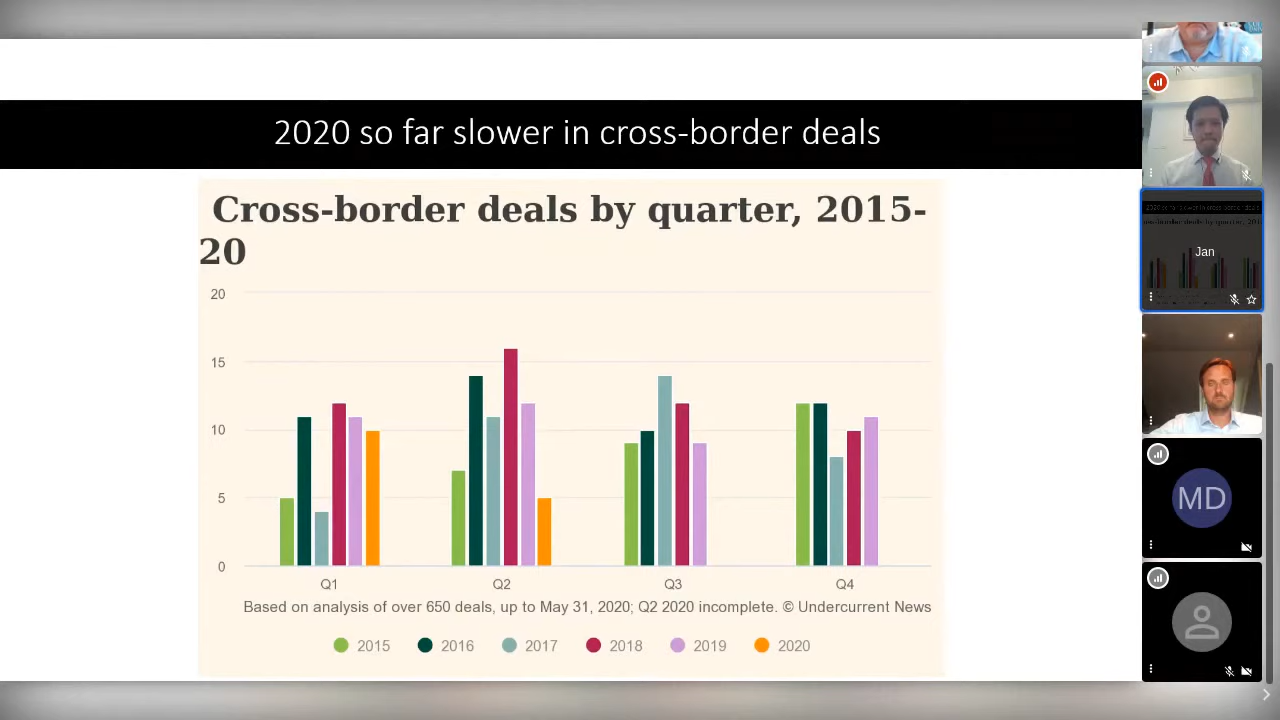 2020 so far slower in cross-border deals
Cross-border deals by quarter, 2015-
20
20
15
10
5
0
Q1 Q2 Q3 Q4
Based on analysis of over 650 deals, up to May 31, 2020; Q2 2020 incomplete. © Undercurrent News
2015 2016 2017 2018 2019 2020
Jan
MD